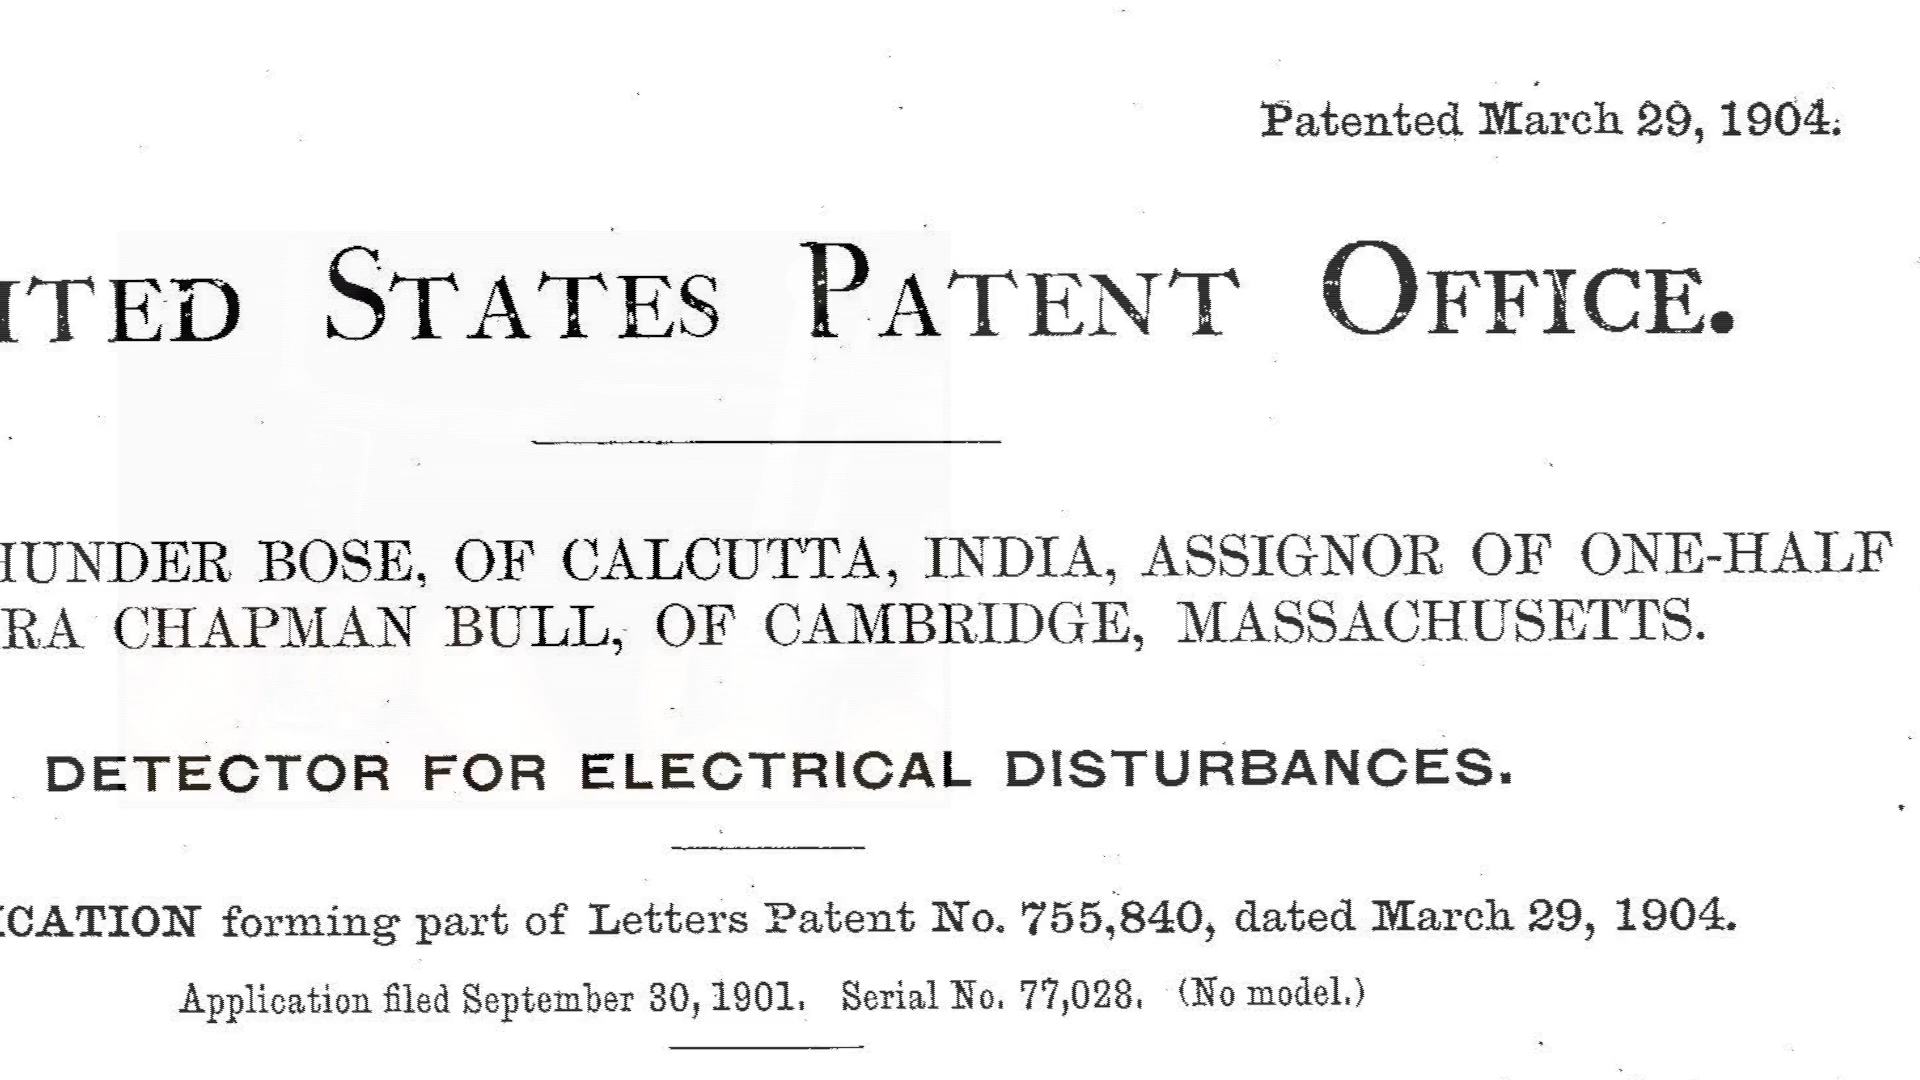 Patented March 29, 1904.
ITED STATES PATENT OFFICE.
HUNDER BOSE, OF CALCUTTA, INDIA, ASSIGNOR OF ONE-HALF
RA CHAPMAN BULL, OF CAMBRIDGE, MASSACHUSETTS.
DETECTOR FOR ELECTRICAL DISTURBANCES.
ICATION forming part of Letters Patent No. 755,840, dated March 29, 1904.
Application filed September 30, 1901. Serial No. 77,028. (No model.)